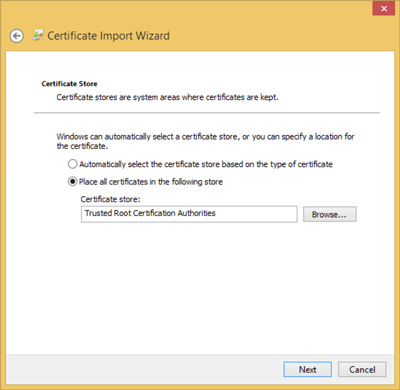 Certificate Import Wizard
Certificate Store
Certificate stores are system areas where certificates are kept.
Windows can automatically select a certificate store, or you can specify a location for
the certificate.
Automatically select the certificate store based on the type of certificate
Place all certificates in the following store
Certificate store:
Trusted Root Certification Authorities
Browse...
Next
Cancel